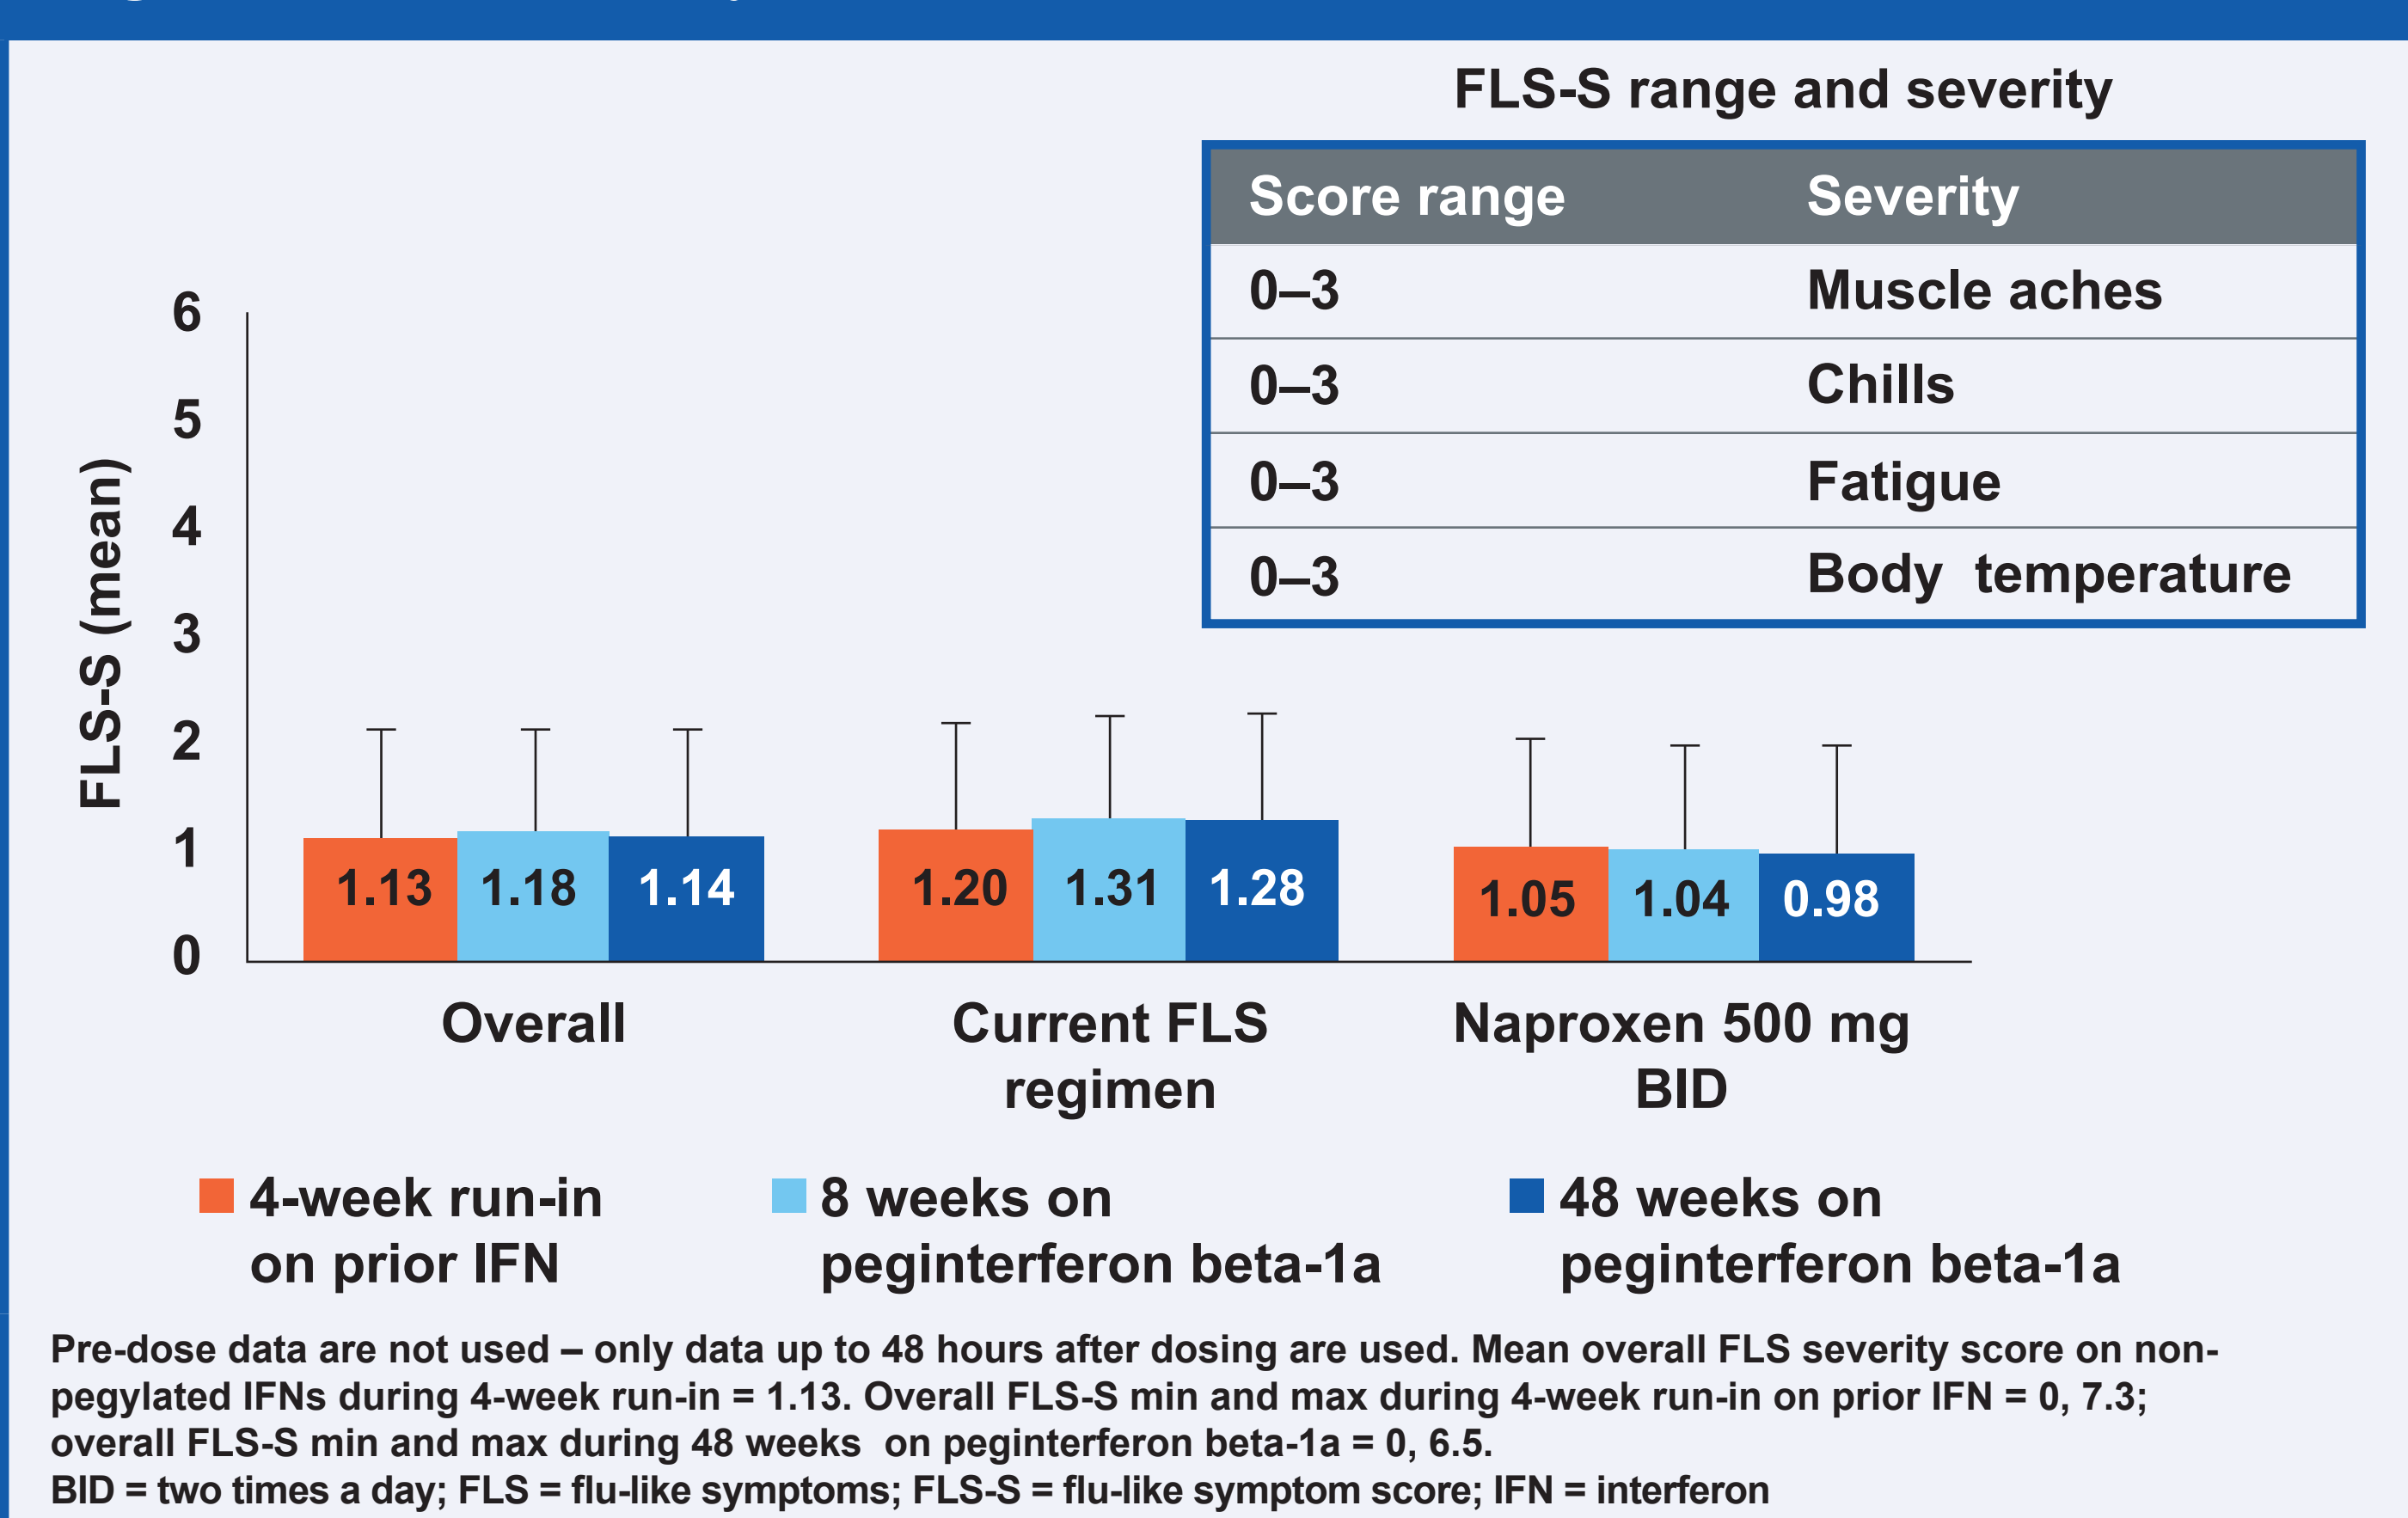 FLS-S range and severity
Score range Severity
0–3 Muscle aches
0–3 Chills
0–3 Fatigue
0–3 Body temperature
FLS-S (mean)
6
5
4
3
2
1
0
1.13 1.18 1.14 1.20 1.31 1.28 1.05 1.04 0.98
Overall
Current FLS
regimen
Naproxen 500 mg
BID
4-week run-in
on prior IFN
8 weeks on
peginterferon beta-1a
48 weeks on
peginterferon beta-1a
Pre-dose data are not used – only data up to 48 hours after dosing are used. Mean overall FLS severity score on non-
pegylated IFNs during 4-week run-in = 1.13. Overall FLS-S min and max during 4-week run-in on prior IFN = 0, 7.3;
overall FLS-S min and max during 48 weeks on peginterferon beta-1a = 0, 6.5.
BID = two times a day; FLS = flu-like symptoms; FLS-S = flu-like symptom score; IFN = interferon